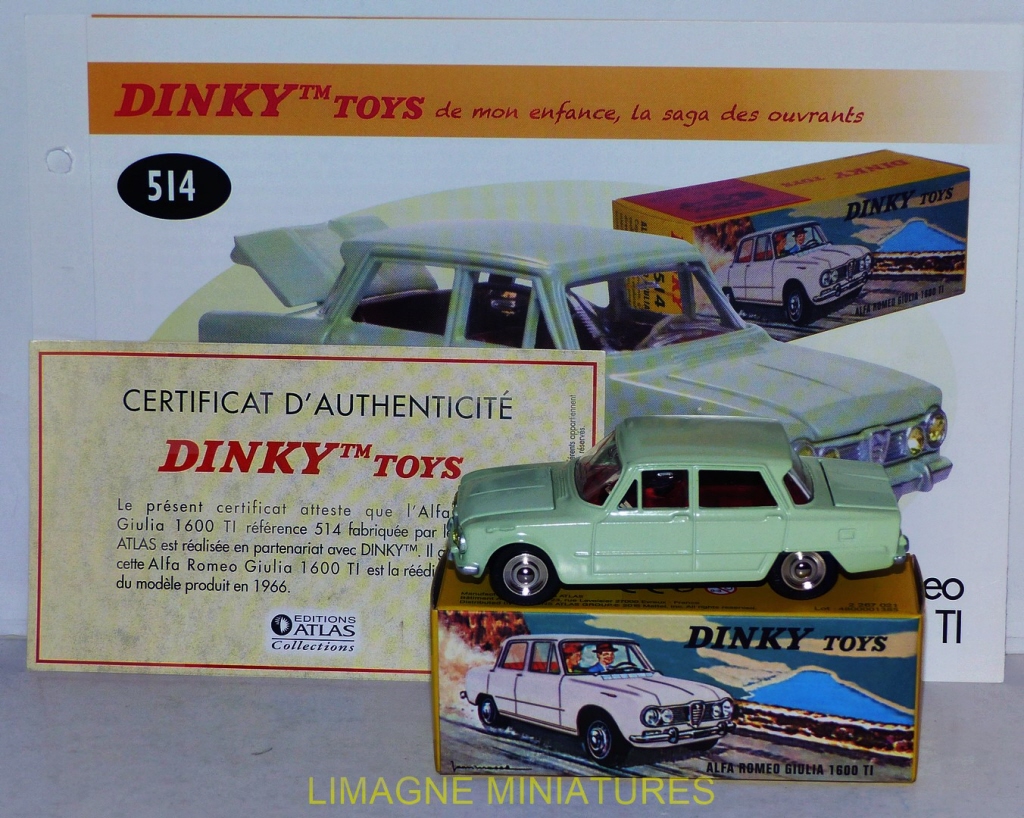 DINKY™ TOYS de mon enfance, la saga des ouvrants
514
DINKY TOYS
DINKY TOYS
514
ALFA ROMEO GIULIA 1600 TI
CERTIFICAT D'AUTHENTICITÉ
DINKY™ TOYS
Le présent certificat atteste que l'Alfa
Giulia 1600 TI référence 514 fabriquée par
ATLAS est réalisée en partenariat avec DINKY™. Il
cette Alfa Romeo Giulia 1600 TI est la réédi
du modèle produit en 1966.
EDITIONS
ATLAS
Collections
eo
TI
DINKY TOYS
ALFA ROMEO GIULIA 1600 TI
LIMAGNE MINIATURES